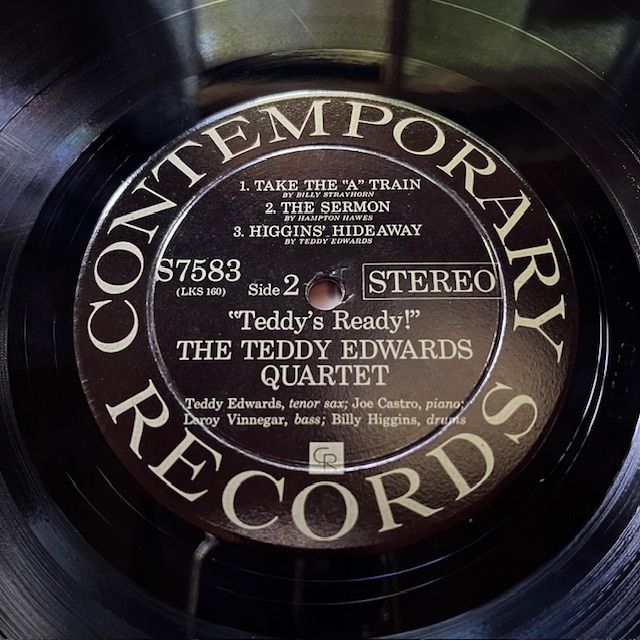 CONTEMPORARY
1. TAKE THE "A" TRAIN
BY BILLY STRAYHORN
2. THE SERMON
BY HAMPTON HAWES
3. HIGGINS' HIDEAWAY
BY TEDDY EDWARDS
S7583
(LKS 160)
Side 2
STEREO
"Teddy's Ready!"
THE TEDDY EDWARDS
QUARTET
Teddy Edwards, tenor sax; Joe Castro, piano;
Leroy Vinnegar, bass; Billy Higgins, drums
CR
RECORDS